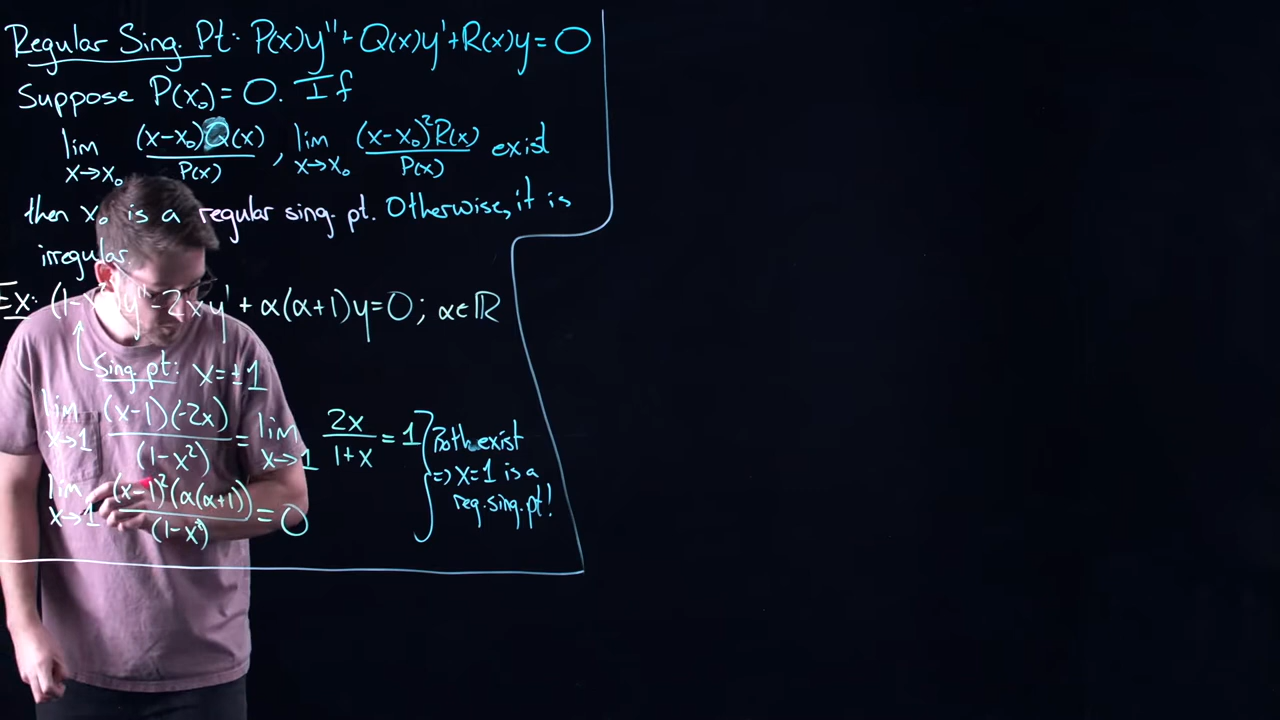 Regular Sing. Pt: P(x)y'' + Q(x)y' + R(x)y = 0
Suppose P(x₀) = 0. If
lim x→x₀ (x-x₀)Q(x) / P(x) , lim x→x₀ (x-x₀)²R(x) / P(x) exist
then x₀ is a regular sing. pt. Otherwise, it is
irregular.
Ex: (1-x²)y'' - 2xy' + α(α+1)y = 0 ; α∈ℝ
Sing. pt: x = ±1
lim x→1 (x-1)(-2x) / (1-x²) = lim x→1 2x / 1+x = 1
lim x→1 (x-1)²(α(α+1)) / (1-x²) = 0
Both exist
⇒ x=1 is a
reg. sing. pt!